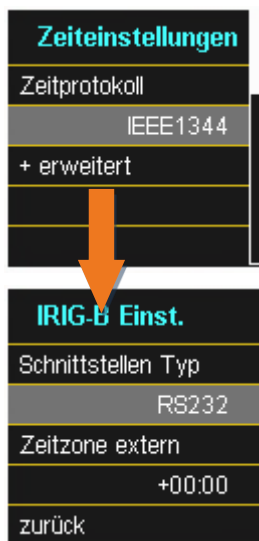 Zeiteinstellungen
Zeitprotokoll
IEEE1344
+ erweitert
IRIG-B Einst.
Schnittstellen Typ
RS232
Zeitzone extern
+00:00
zurück